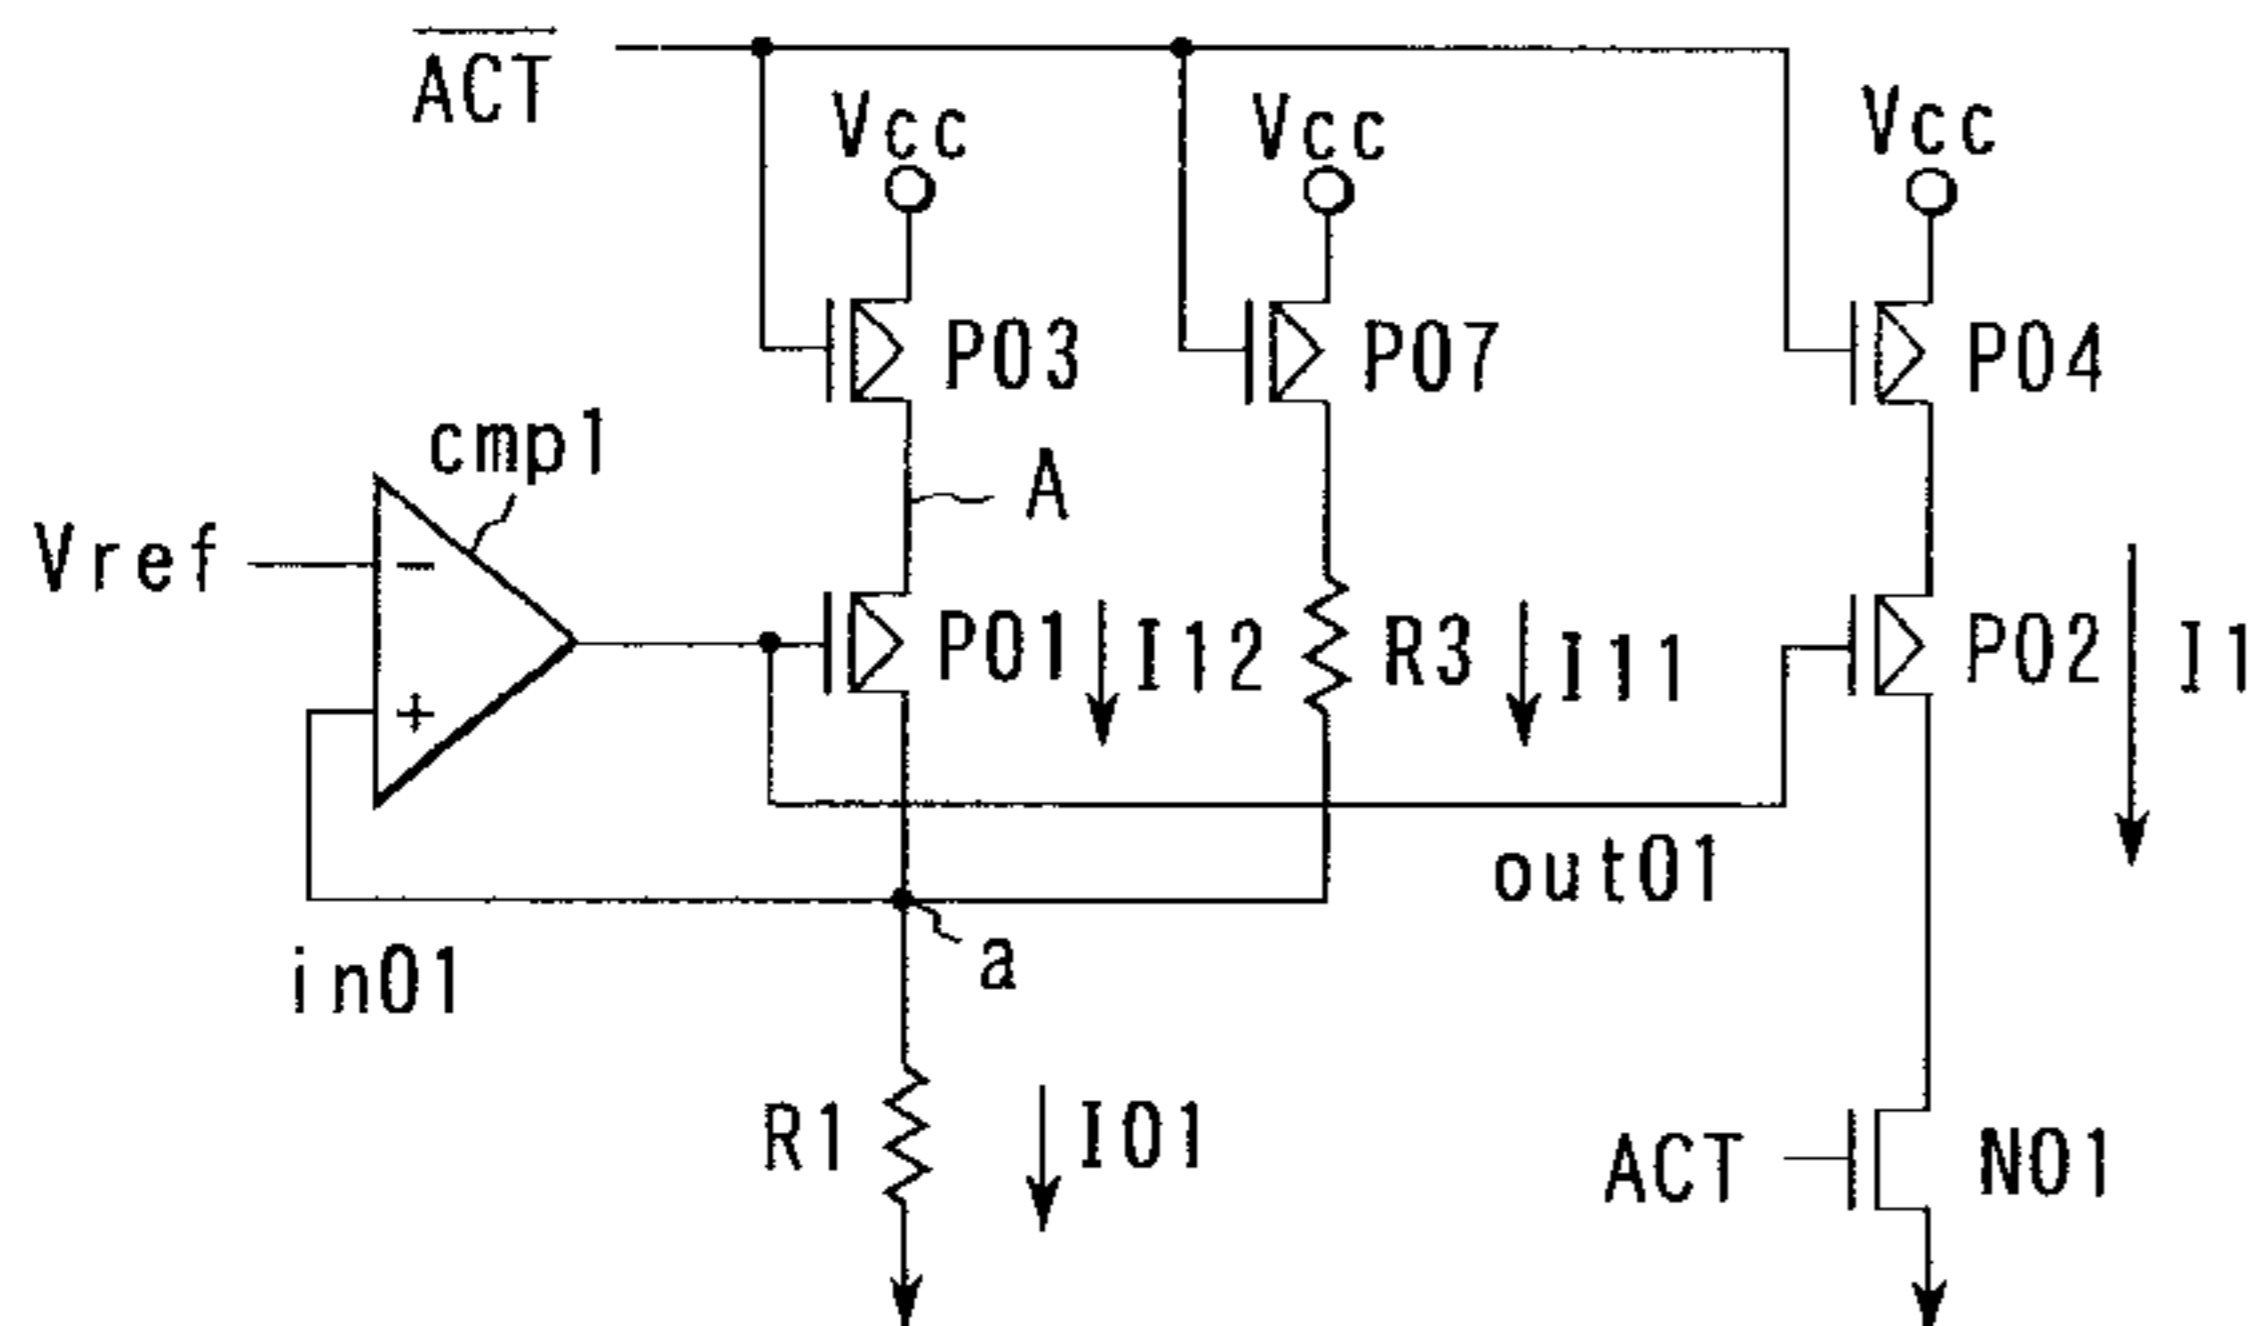 ACT
Vcc
Vcc
Vcc
P03
P07
P04
cmp1
A
Vref
−
+
P01
I12
R3
I11
P02
I1
out01
in01
a
R1
I01
ACT
N01